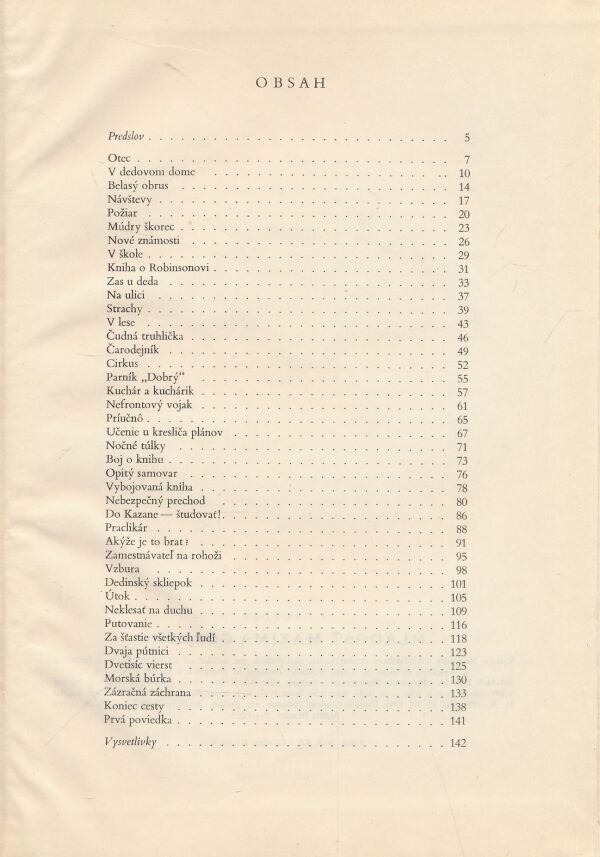 OBSAH
Predslov . . . . . . . . . . . . . . . . . . . . . . . . 5
Otec . . . . . . . . . . . . . . . . . . . . . . . . 7
V dedovom dome . . . . . . . . . . . . . . . . . . . . 10
Belasý obrus . . . . . . . . . . . . . . . . . . . . . . 14
Návštevy . . . . . . . . . . . . . . . . . . . . . . . 17
Požiar . . . . . . . . . . . . . . . . . . . . . . . . 20
Múdry škorec . . . . . . . . . . . . . . . . . . . . . 23
Nové známosti . . . . . . . . . . . . . . . . . . . . . 26
V škole . . . . . . . . . . . . . . . . . . . . . . . . 29
Kniha o Robinsonovi . . . . . . . . . . . . . . . . . . . 31
Zas u deda . . . . . . . . . . . . . . . . . . . . . . 33
Na ulici . . . . . . . . . . . . . . . . . . . . . . . 37
Strachy . . . . . . . . . . . . . . . . . . . . . . . . 39
V lese . . . . . . . . . . . . . . . . . . . . . . . . 43
Čudná truhlička . . . . . . . . . . . . . . . . . . . . 46
Čarodejník . . . . . . . . . . . . . . . . . . . . . . 49
Cirkus . . . . . . . . . . . . . . . . . . . . . . . . 52
Parník „Dobrý“ . . . . . . . . . . . . . . . . . . . . 55
Kuchár a kuchárik . . . . . . . . . . . . . . . . . . . . 57
Nefrontový vojak . . . . . . . . . . . . . . . . . . . . 61
Príučnô . . . . . . . . . . . . . . . . . . . . . . . . 65
Učenie u kresliča plánov . . . . . . . . . . . . . . . . . 67
Nočné túlky . . . . . . . . . . . . . . . . . . . . . . 71
Boj o knihu . . . . . . . . . . . . . . . . . . . . . . 73
Opitý samovar . . . . . . . . . . . . . . . . . . . . . 76
Vybojovaná kniha . . . . . . . . . . . . . . . . . . . . 78
Nebezpečný prechod . . . . . . . . . . . . . . . . . . . 80
Do Kazane — študovať! . . . . . . . . . . . . . . . . . . 86
Praclikár . . . . . . . . . . . . . . . . . . . . . . . 88
Akýže je to brat? . . . . . . . . . . . . . . . . . . . . 91
Zamestnávateľ na rohoži . . . . . . . . . . . . . . . . . 95
Vzbura . . . . . . . . . . . . . . . . . . . . . . . . 98
Dedinský skliepok . . . . . . . . . . . . . . . . . . . . 101
Útok . . . . . . . . . . . . . . . . . . . . . . . . 105
Neklesať na duchu . . . . . . . . . . . . . . . . . . . . 109
Putovanie . . . . . . . . . . . . . . . . . . . . . . . 116
Za šťastie všetkých ľudí . . . . . . . . . . . . . . . . . 118
Dvaja pútnici . . . . . . . . . . . . . . . . . . . . . . 123
Dvetisíc vierst . . . . . . . . . . . . . . . . . . . . . 125
Morská búrka . . . . . . . . . . . . . . . . . . . . . 130
Zázračná záchrana . . . . . . . . . . . . . . . . . . . . 133
Koniec cesty . . . . . . . . . . . . . . . . . . . . . . 138
Prvá poviedka . . . . . . . . . . . . . . . . . . . . . 141
Vysvetlivky . . . . . . . . . . . . . . . . . . . . . . 142